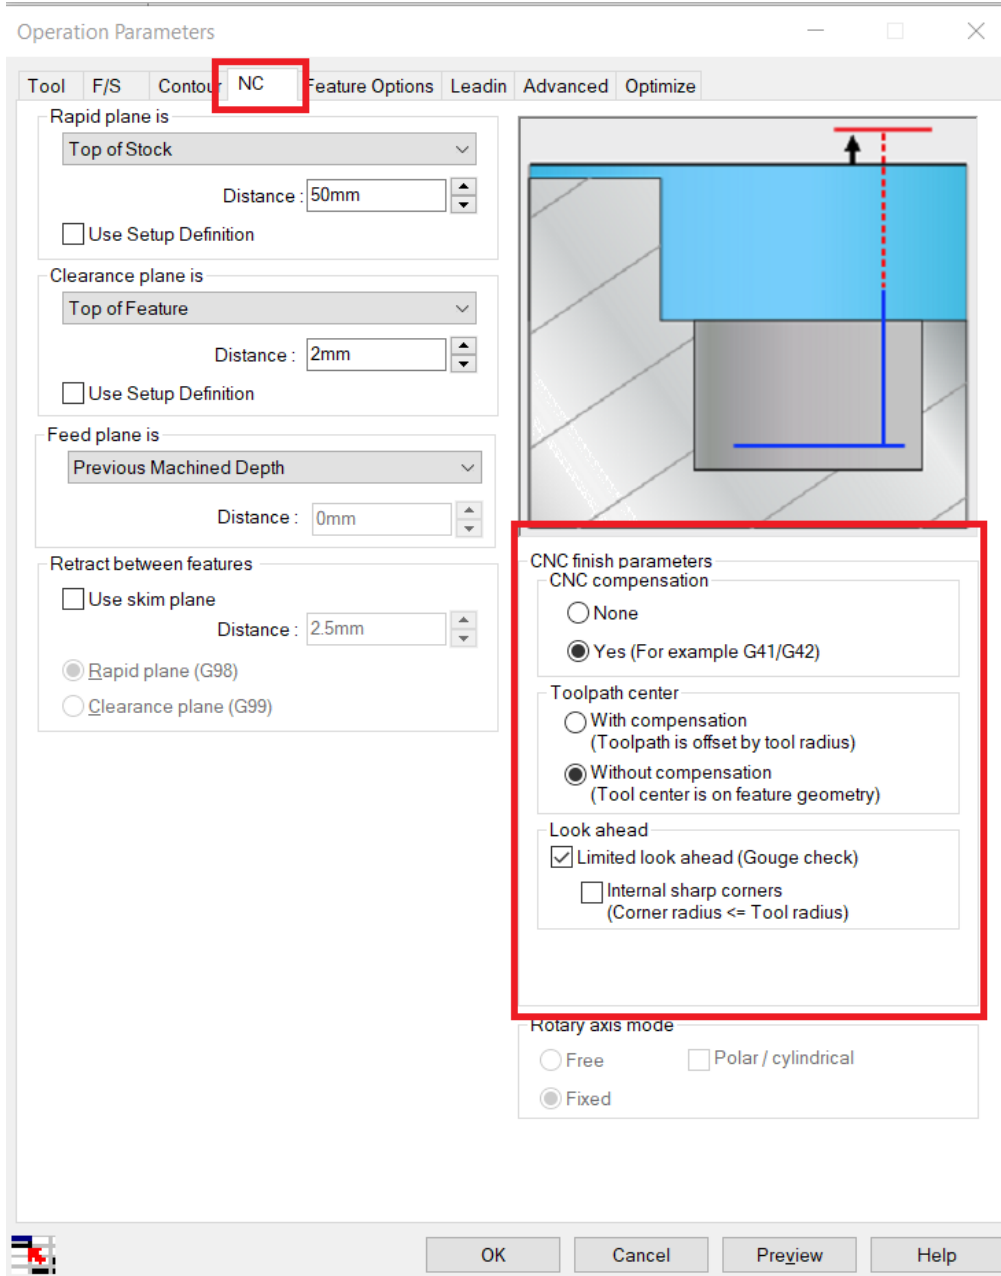 Operation Parameters
Tool F/S Contour NC Feature Options Leadin Advanced Optimize
Rapid plane is
Top of Stock
Distance : 50mm
Use Setup Definition
Clearance plane is
Top of Feature
Distance : 2mm
Use Setup Definition
Feed plane is
Previous Machined Depth
Distance : 0mm
Retract between features
Use skim plane
Distance : 2.5mm
Rapid plane (G98)
Clearance plane (G99)
CNC finish parameters
CNC compensation
None
Yes (For example G41/G42)
Toolpath center
With compensation
(Toolpath is offset by tool radius)
Without compensation
(Tool center is on feature geometry)
Look ahead
Limited look ahead (Gouge check)
Internal sharp corners
(Corner radius <= Tool radius)
Rotary axis mode
Free Polar / cylindrical
Fixed
OK Cancel Preview Help